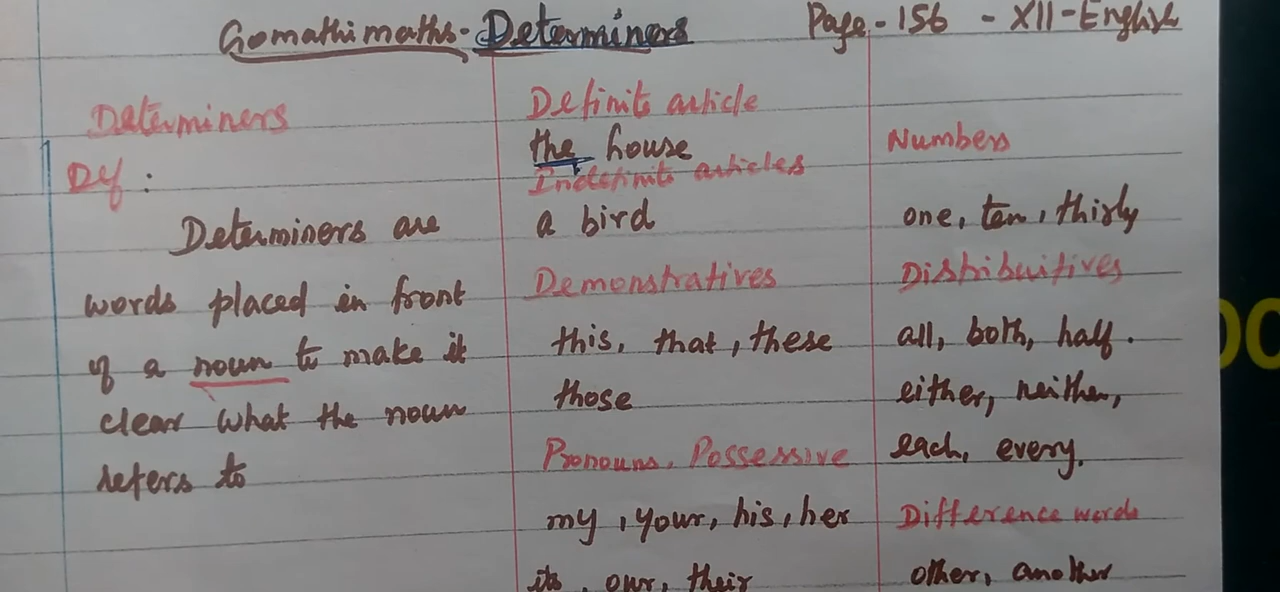 Gomathimaths-Determiners Page-156 - XII-English
Determiners
Def :
Determiners are
words placed in front
of a noun to make it
clear what the noun
refers to
Definite article
the house
Indefinite articles
a bird
Demonstratives
this, that, these
those
Pronouns, Possessive
my, your, his, her
its, our, their
Numbers
one, ten, thirty
Distribuitives
all, both, half.
either, neither,
each, every.
Difference words
other, another